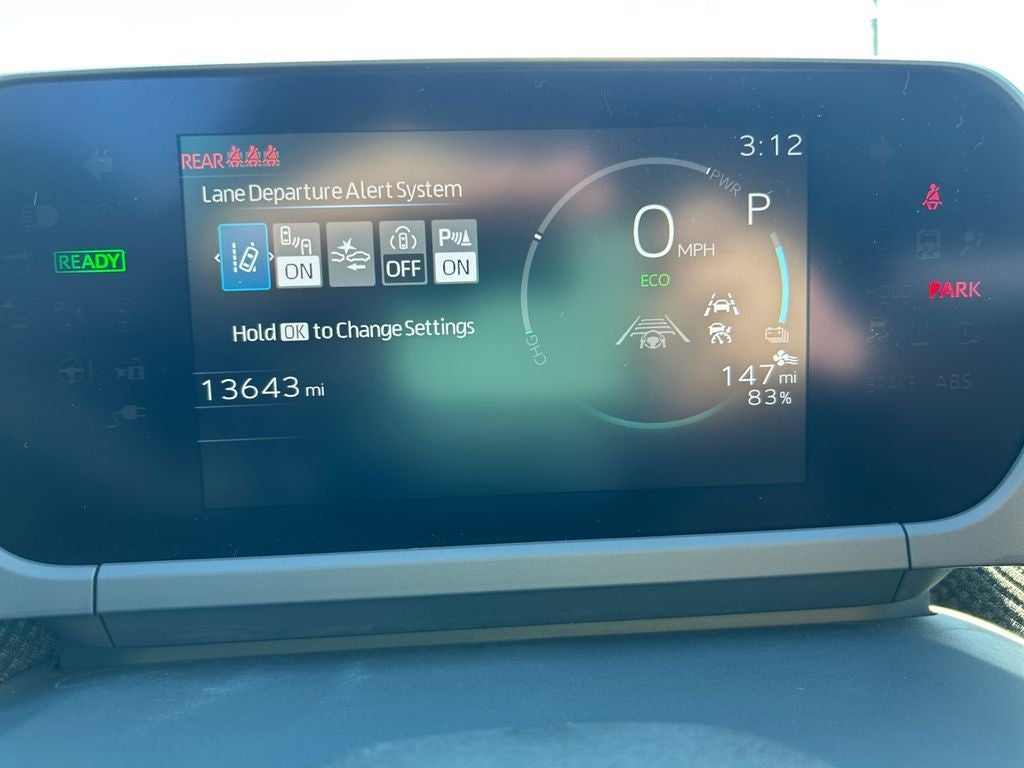 REAR
3:12
Lane Departure Alert System
PWR
P
0 MPH
READY
ON
OFF
P
ON
ECO
HOLD
PARK
Hold OK to Change Settings
CHG
13643 mi
147 mi
83%
BRAKE
ABS